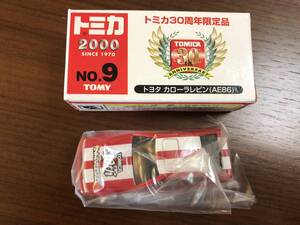 トミカ
2000
SINCE 1970
NO.9
TOMY
トミカ30周年限定品
TOMICA
30
ANNIVERSARY
トヨタ カローラレビン(AE86)